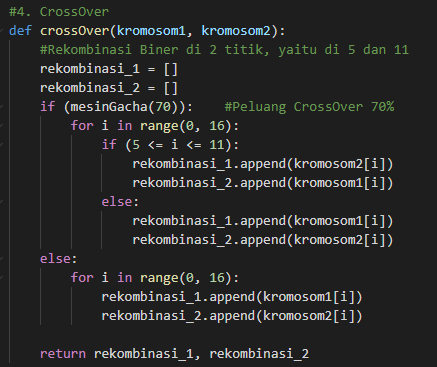 #4. CrossOver
def crossOver(kromosom1, kromosom2):
    #Rekombinasi Biner di 2 titik, yaitu di 5 dan 11
    rekombinasi_1 = []
    rekombinasi_2 = []
    if (mesinGacha(70)):    #Peluang CrossOver 70%
        for i in range(0, 16):
            if (5 <= i <= 11):
                rekombinasi_1.append(kromosom2[i])
                rekombinasi_2.append(kromosom1[i])
            else:
                rekombinasi_1.append(kromosom1[i])
                rekombinasi_2.append(kromosom2[i])
    else:
        for i in range(0, 16):
            rekombinasi_1.append(kromosom1[i])
            rekombinasi_2.append(kromosom2[i])
    return rekombinasi_1, rekombinasi_2